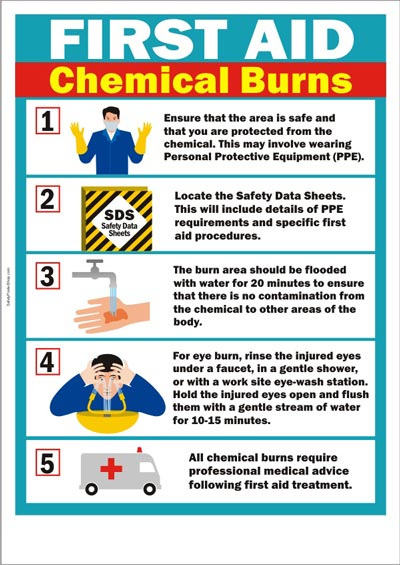 FIRST AID
Chemical Burns
1
Ensure that the area is safe and
that you are protected from the
chemical. This may involve wearing
Personal Protective Equipment (PPE).
2
SDS
Safety Data
Sheets
Locate the Safety Data Sheets.
This will include details of PPE
requirements and specific first
aid procedures.
3
The burn area should be flooded
with water for 20 minutes to ensure
that there is no contamination from
the chemical to other areas of the
body.
4
For eye burn, rinse the injured eyes
under a faucet, in a gentle shower,
or with a work site eye-wash station.
Hold the injured eyes open and flush
them with a gentle stream of water
for 10-15 minutes.
5
All chemical burns require
professional medical advice
following first aid treatment.
SafetyPosterShop.com